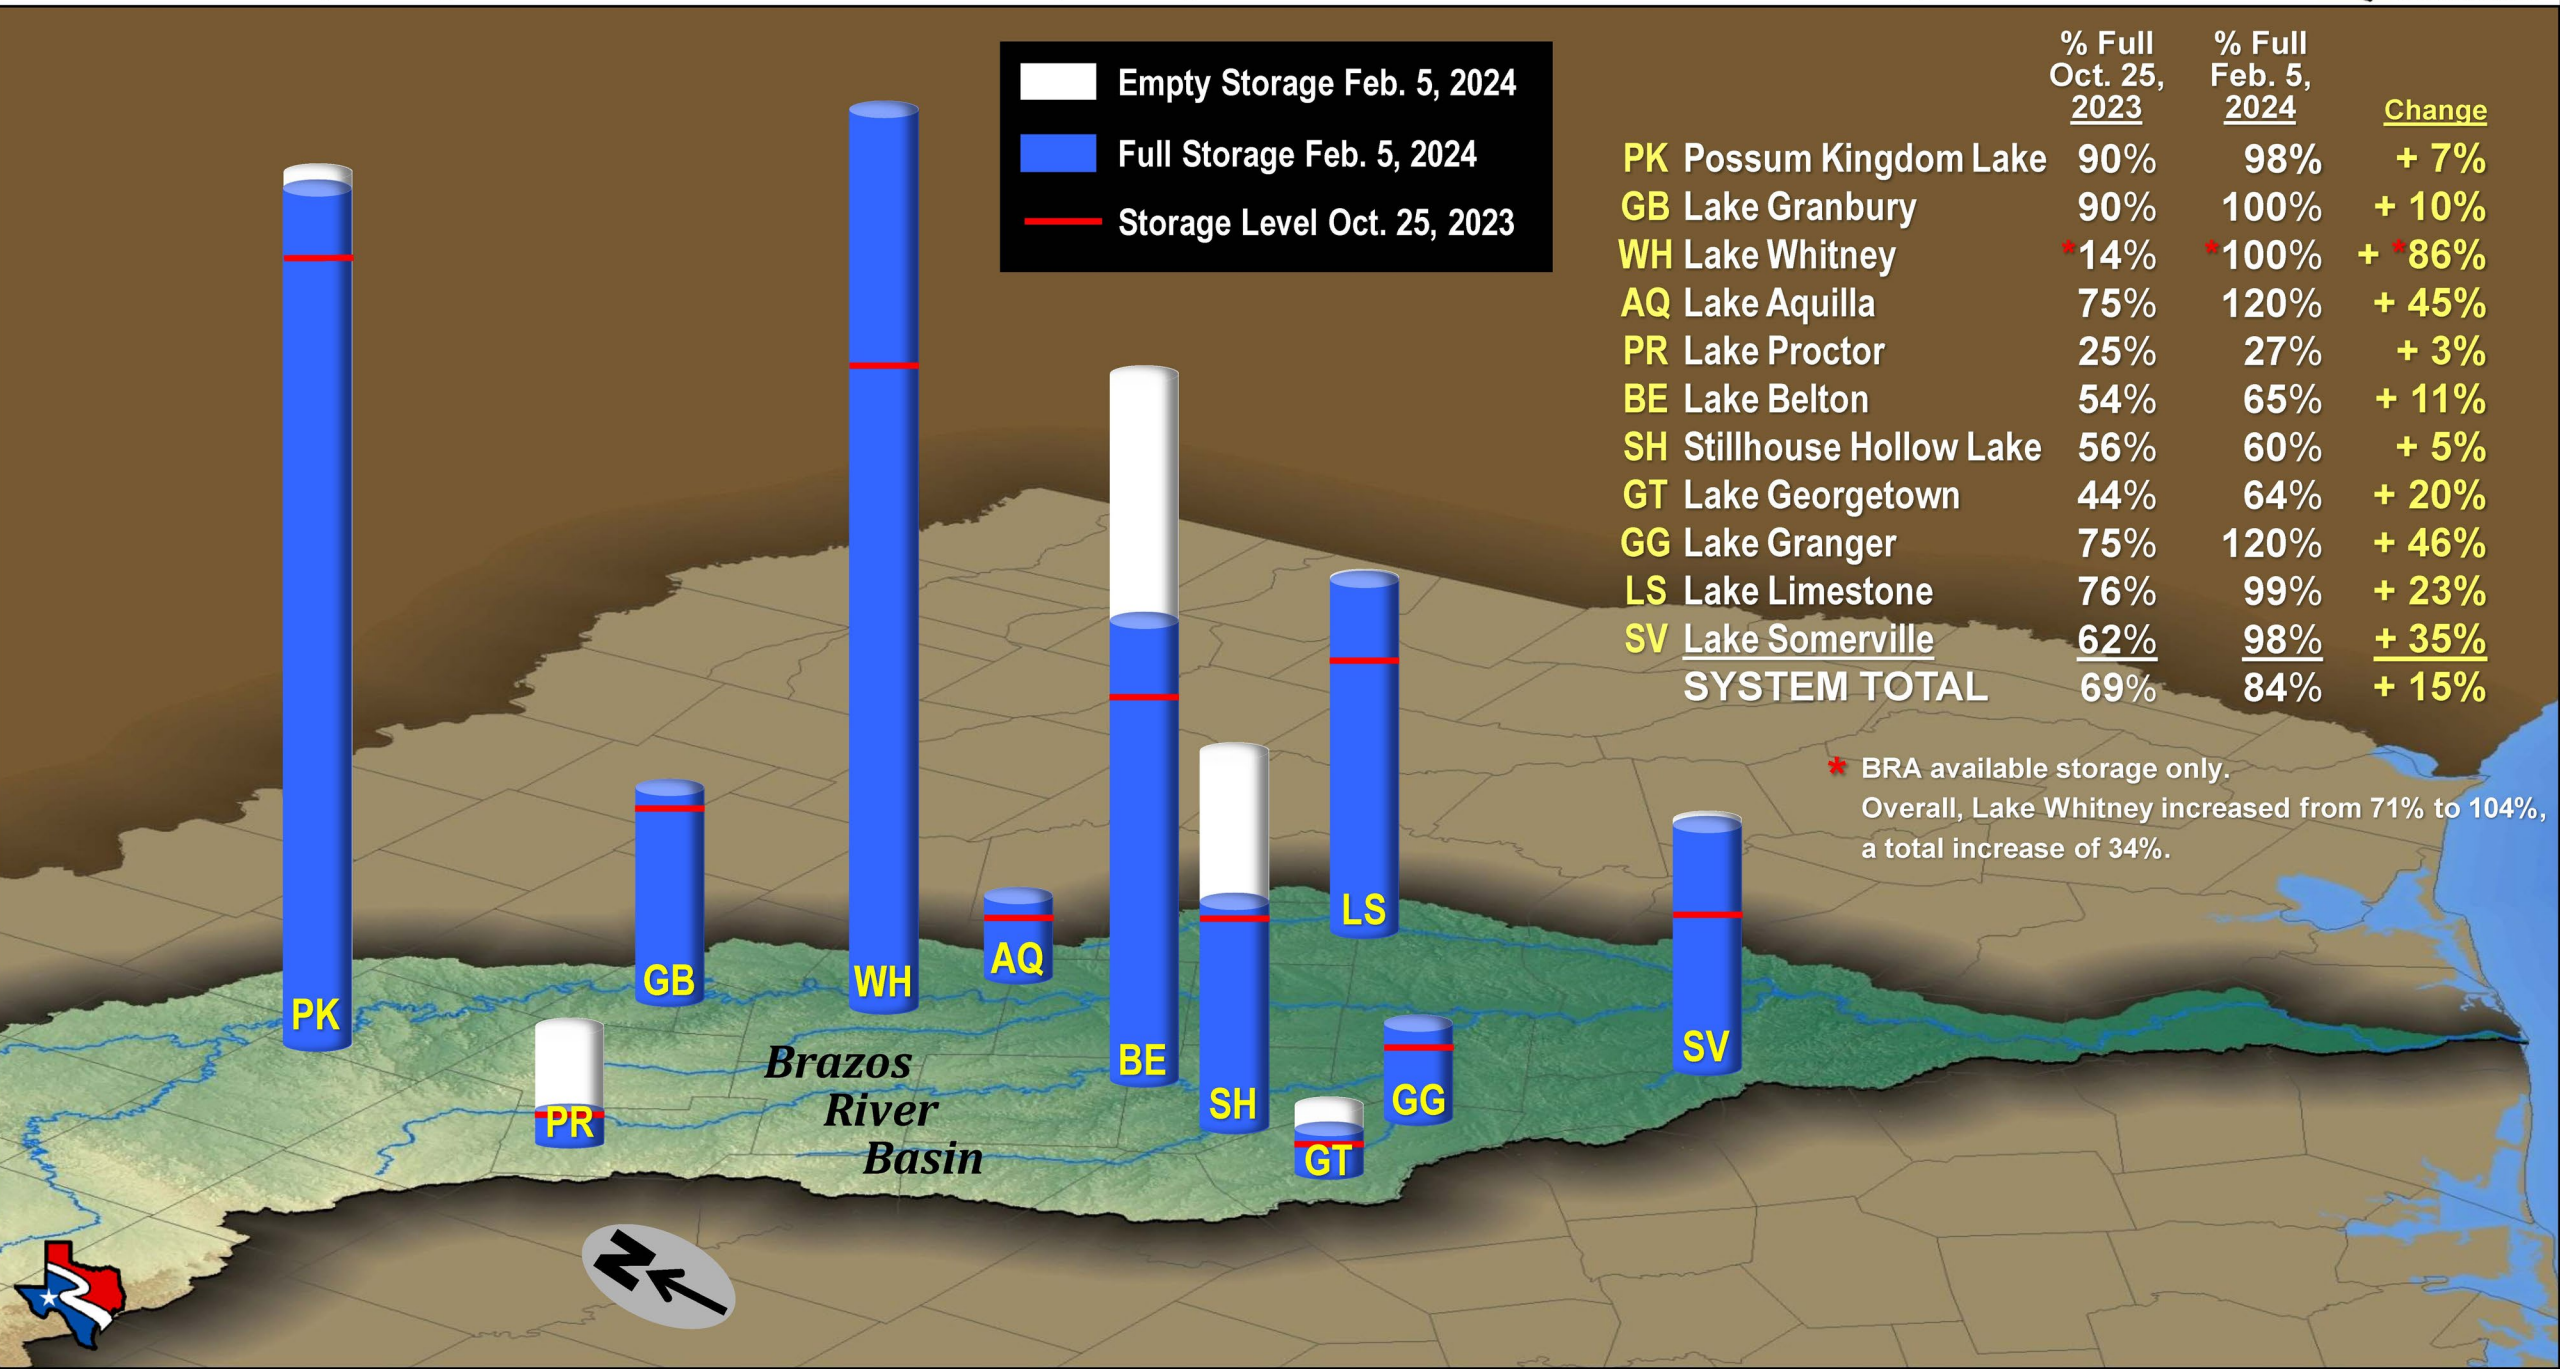 Empty Storage Feb. 5, 2024
Full Storage Feb. 5, 2024
Storage Level Oct. 25, 2023
% Full % Full
Oct. 25, Feb. 5,
2023 2024 Change
PK Possum Kingdom Lake 90% 98% + 7%
GB Lake Granbury 90% 100% + 10%
WH Lake Whitney *14% *100% + *86%
AQ Lake Aquilla 75% 120% + 45%
PR Lake Proctor 25% 27% + 3%
BE Lake Belton 54% 65% + 11%
SH Stillhouse Hollow Lake 56% 60% + 5%
GT Lake Georgetown 44% 64% + 20%
GG Lake Granger 75% 120% + 46%
LS Lake Limestone 76% 99% + 23%
SV Lake Somerville 62% 98% + 35%
SYSTEM TOTAL 69% 84% + 15%
* BRA available storage only.
Overall, Lake Whitney increased from 71% to 104%,
a total increase of 34%.
PK
GB
WH
AQ
LS
PR
BE
SH
GT
GG
SV
Brazos
River
Basin
N